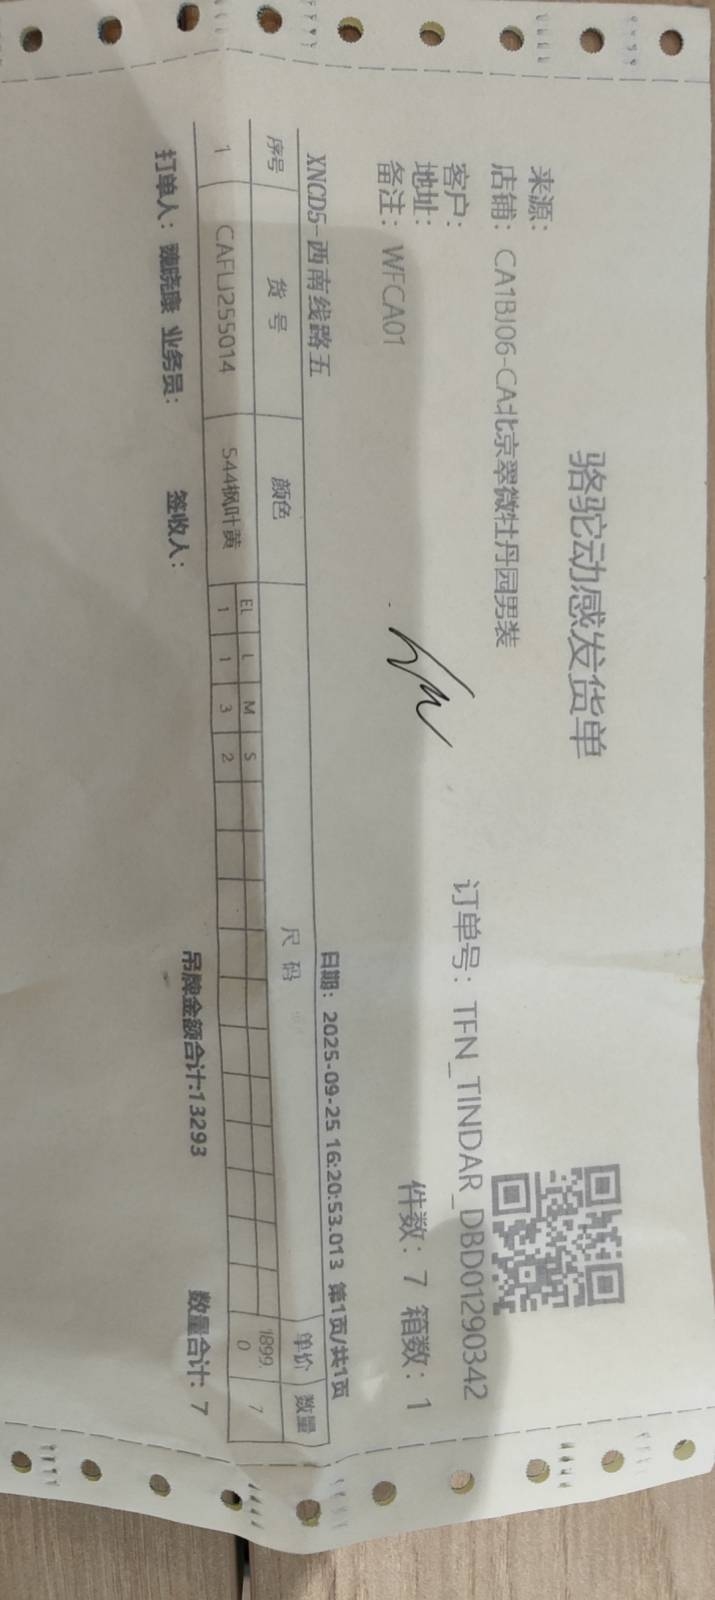 骆驼动感发货单
来源：
店铺：CA1BJ06-CA北京翠微牡丹园男装
订单号：TFN_TINDAR_DBD01290342
客户：
地址：
件数：7 箱数：1
备注：WFCA01
日期：2025-09-25 16:20:53.013 第1页/共1页
XNCD5-西南线路五
序号 货号 颜色 尺码 单价 数量
EL L M S
1 CAFLJ255014 544枫叶黄 1 1 3 2 1899.0 7
打单人：魏晓康 业务员： 签收人： 吊牌金额合计:13293 数量合计：7